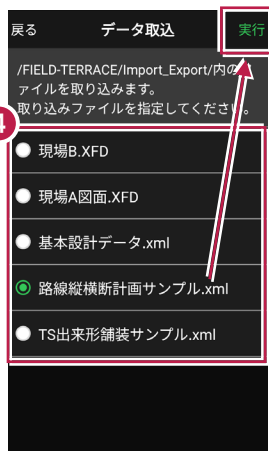 戻る データ取込 実行
/FIELD-TERRACE/Import_Export/内の
ァイルを取り込みます。
取り込みファイルを指定してください。
4
現場B.XFD
現場A図面.XFD
基本設計データ.xml
路線縦横断計画サンプル.xml
TS出来形舗装サンプル.xml